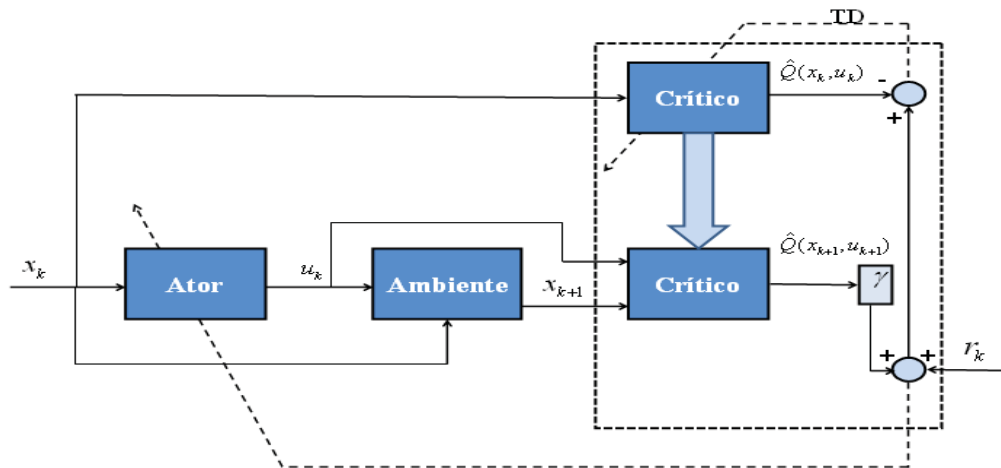 TD
Q̂(x_k, u_k)
-
Crítico
+
x_k
Ator
u_k
Ambiente
x_{k+1}
Crítico
Q̂(x_{k+1}, u_{k+1})
γ
+
+
r_k